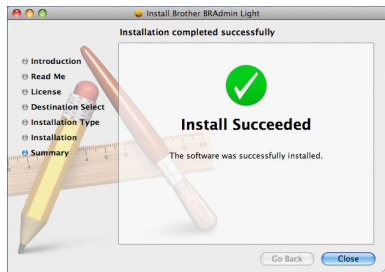 Install Brother BRAdmin Light
Installation completed successfully
Introduction
Read Me
License
Destination Select
Installation Type
Installation
Summary
Install Succeeded
The software was successfully installed.
Go Back
Close